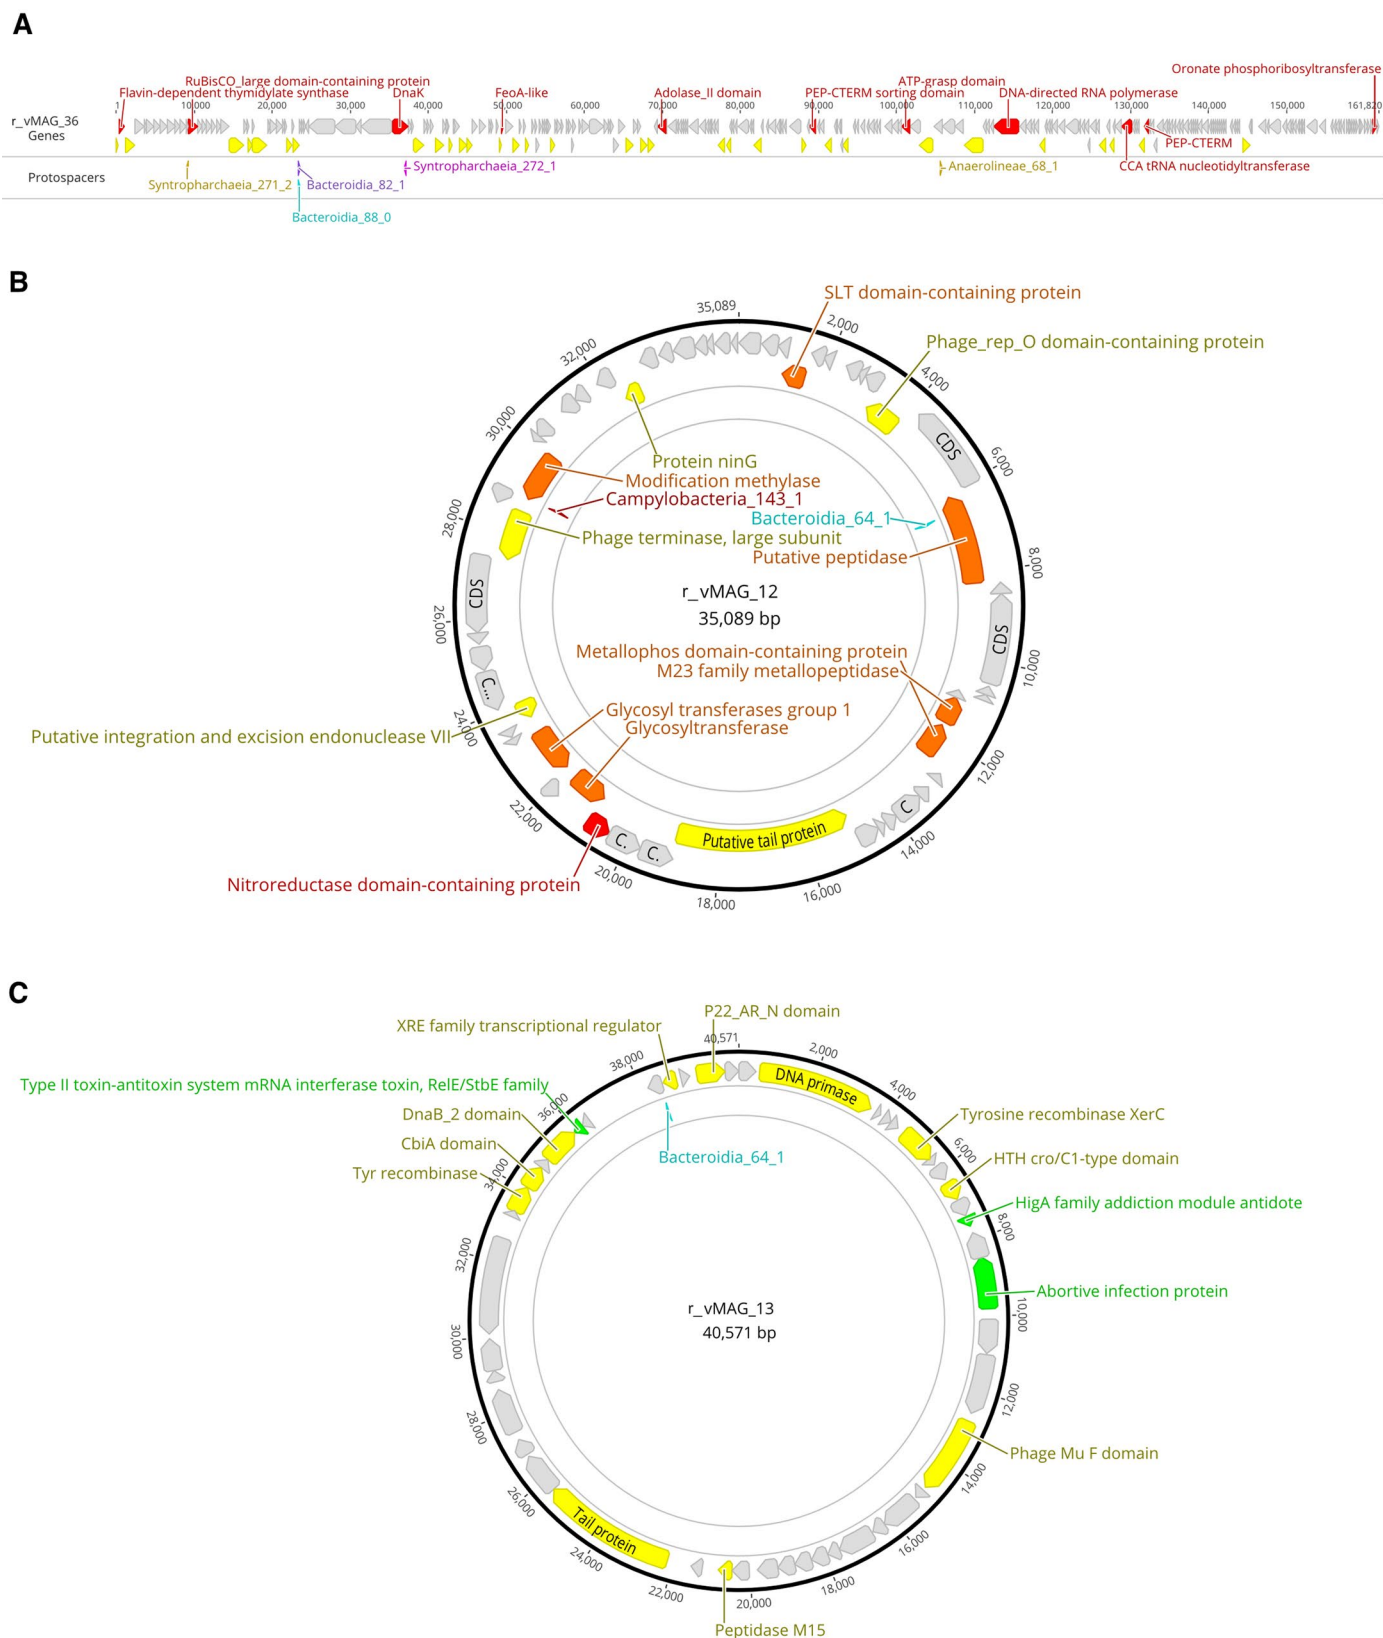 A
Oronate phosphoribosyltransferase
RuBisCO_large domain-containing protein
ATP-grasp domain
Flavin-dependent thymidylate synthase
DnaK
FeoA-like
Adolase_II domain
PEP-CTERM sorting domain
DNA-directed RNA polymerase
1 10,000 20,000 30,000 40,000 50,000 60,000 70,000 80,000 90,000 100,000 110,000 120,000 130,000 140,000 150,000 161,820
r_vMAG_36
Genes
PEP-CTERM
CCA tRNA nucleotidyltransferase
Protospacers
Syntropharchaeia_271_2
Bacteroidia_82_1
Syntropharchaeia_272_1
Anaerolineae_68_1
Bacteroidia_88_0
B
SLT domain-containing protein
35,089
2,000
Phage_rep_O domain-containing protein
32,000
4,000
30,000
CDS
6,000
Protein ninG
Modification methylase
Campylobacteria_143_1
Bacteroidia_64_1
28,000
Phage terminase, large subunit
Putative peptidase
8,000
CDS
r_vMAG_12
35,089 bp
26,000
CDS
Metallophos domain-containing protein
M23 family metallopeptidase
10,000
C...
Glycosyl transferases group 1
Glycosyltransferase
24,000
Putative integration and excision endonuclease VII
12,000
22,000
C
Putative tail protein
C.
C.
14,000
20,000
Nitroreductase domain-containing protein
18,000
16,000
C
P22_AR_N domain
XRE family transcriptional regulator
40,571
2,000
38,000
Type II toxin-antitoxin system mRNA interferase toxin, RelE/StbE family
DNA primase
4,000
36,000
DnaB_2 domain
Tyrosine recombinase XerC
CbiA domain
6,000
Bacteroidia_64_1
HTH cro/C1-type domain
Tyr recombinase
34,000
HigA family addiction module antidote
8,000
32,000
Abortive infection protein
r_vMAG_13
40,571 bp
10,000
30,000
12,000
28,000
Phage Mu F domain
14,000
26,000
Tail protein
16,000
24,000
18,000
22,000
20,000
Peptidase M15